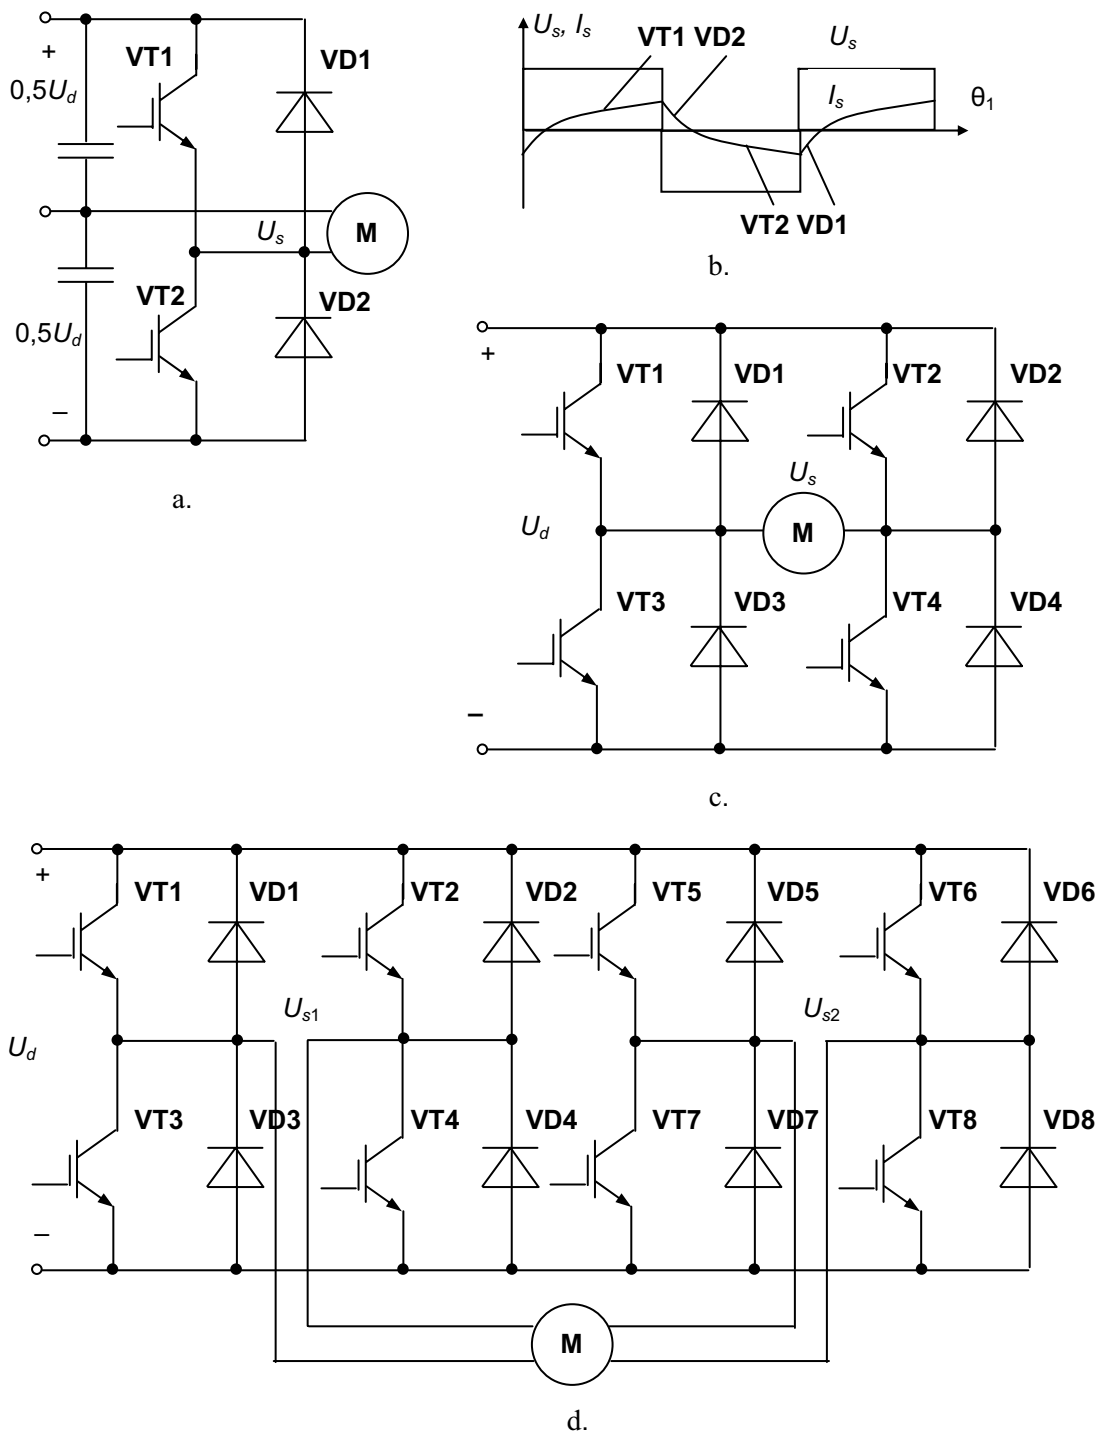 +
0,5Ud
VT1
VD1
Us
M
VT2
VD2
0,5Ud
–
a.
Us, Is
VT1 VD2
Us
Is
θ1
VT2 VD1
b.
+
VT1
VD1
VT2
VD2
Us
Ud
M
VT3
VD3
VT4
VD4
–
c.
+
VT1
VD1
VT2
VD2
VT5
VD5
VT6
VD6
Us1
Us2
Ud
VT3
VD3
VT4
VD4
VT7
VD7
VT8
VD8
–
M
d.